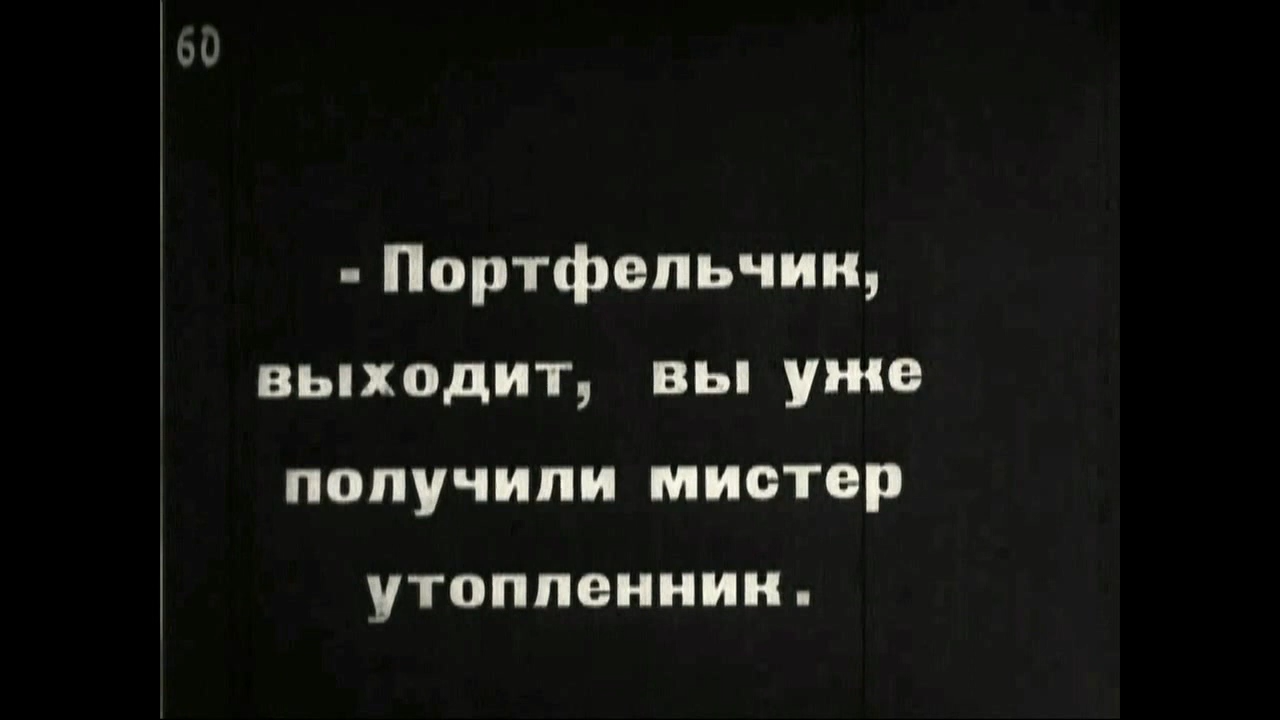 60
- Портфельчик,
выходит, вы уже
получили мистер
утопленник.